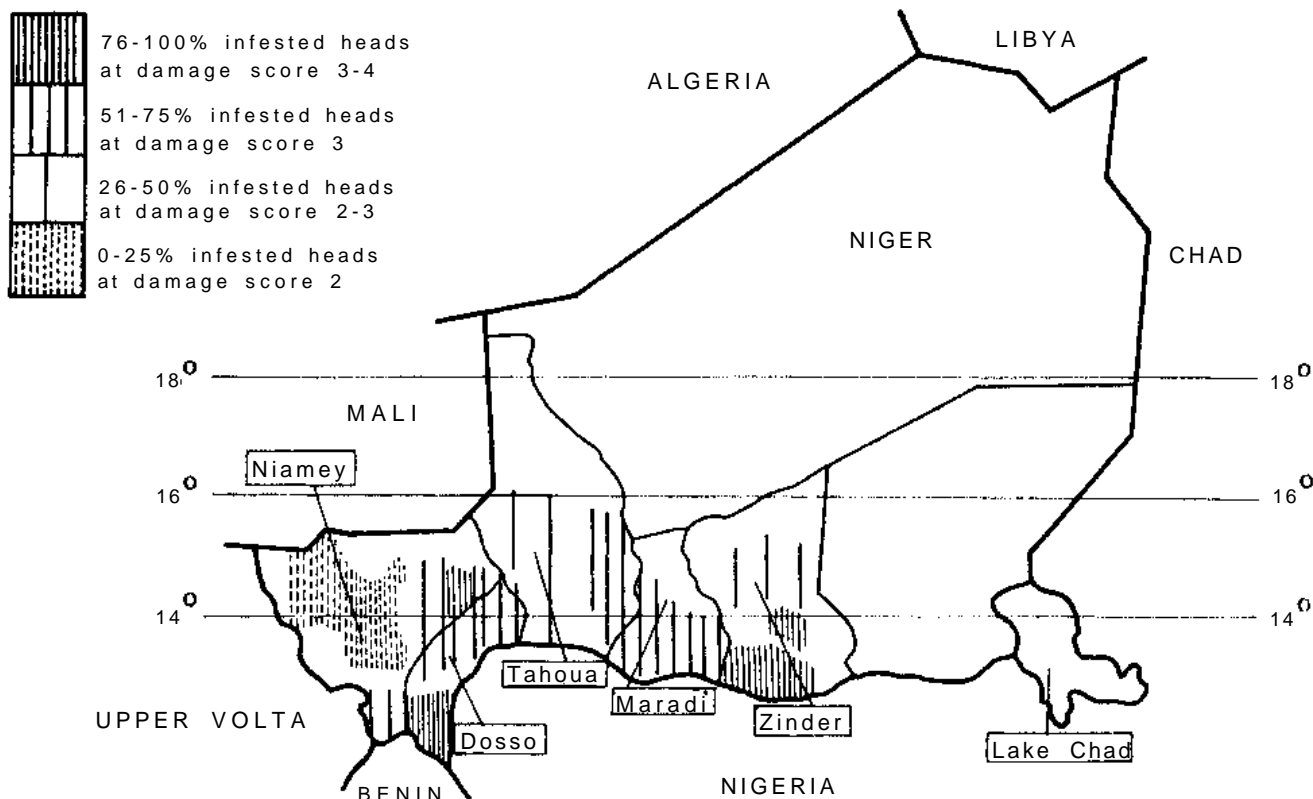 76-100% infested heads
at damage score 3-4
51-75% infested heads
at damage score 3
26-50% infested heads
at damage score 2-3
0-25% infested heads
at damage score 2
LIBYA
ALGERIA
NIGER
CHAD
18°
18°
MALI
Niamey
16°
16°
14°
14°
Tahoua
Maradi
Zinder
UPPER VOLTA
Dosso
Lake Chad
BENIN
NIGERIA